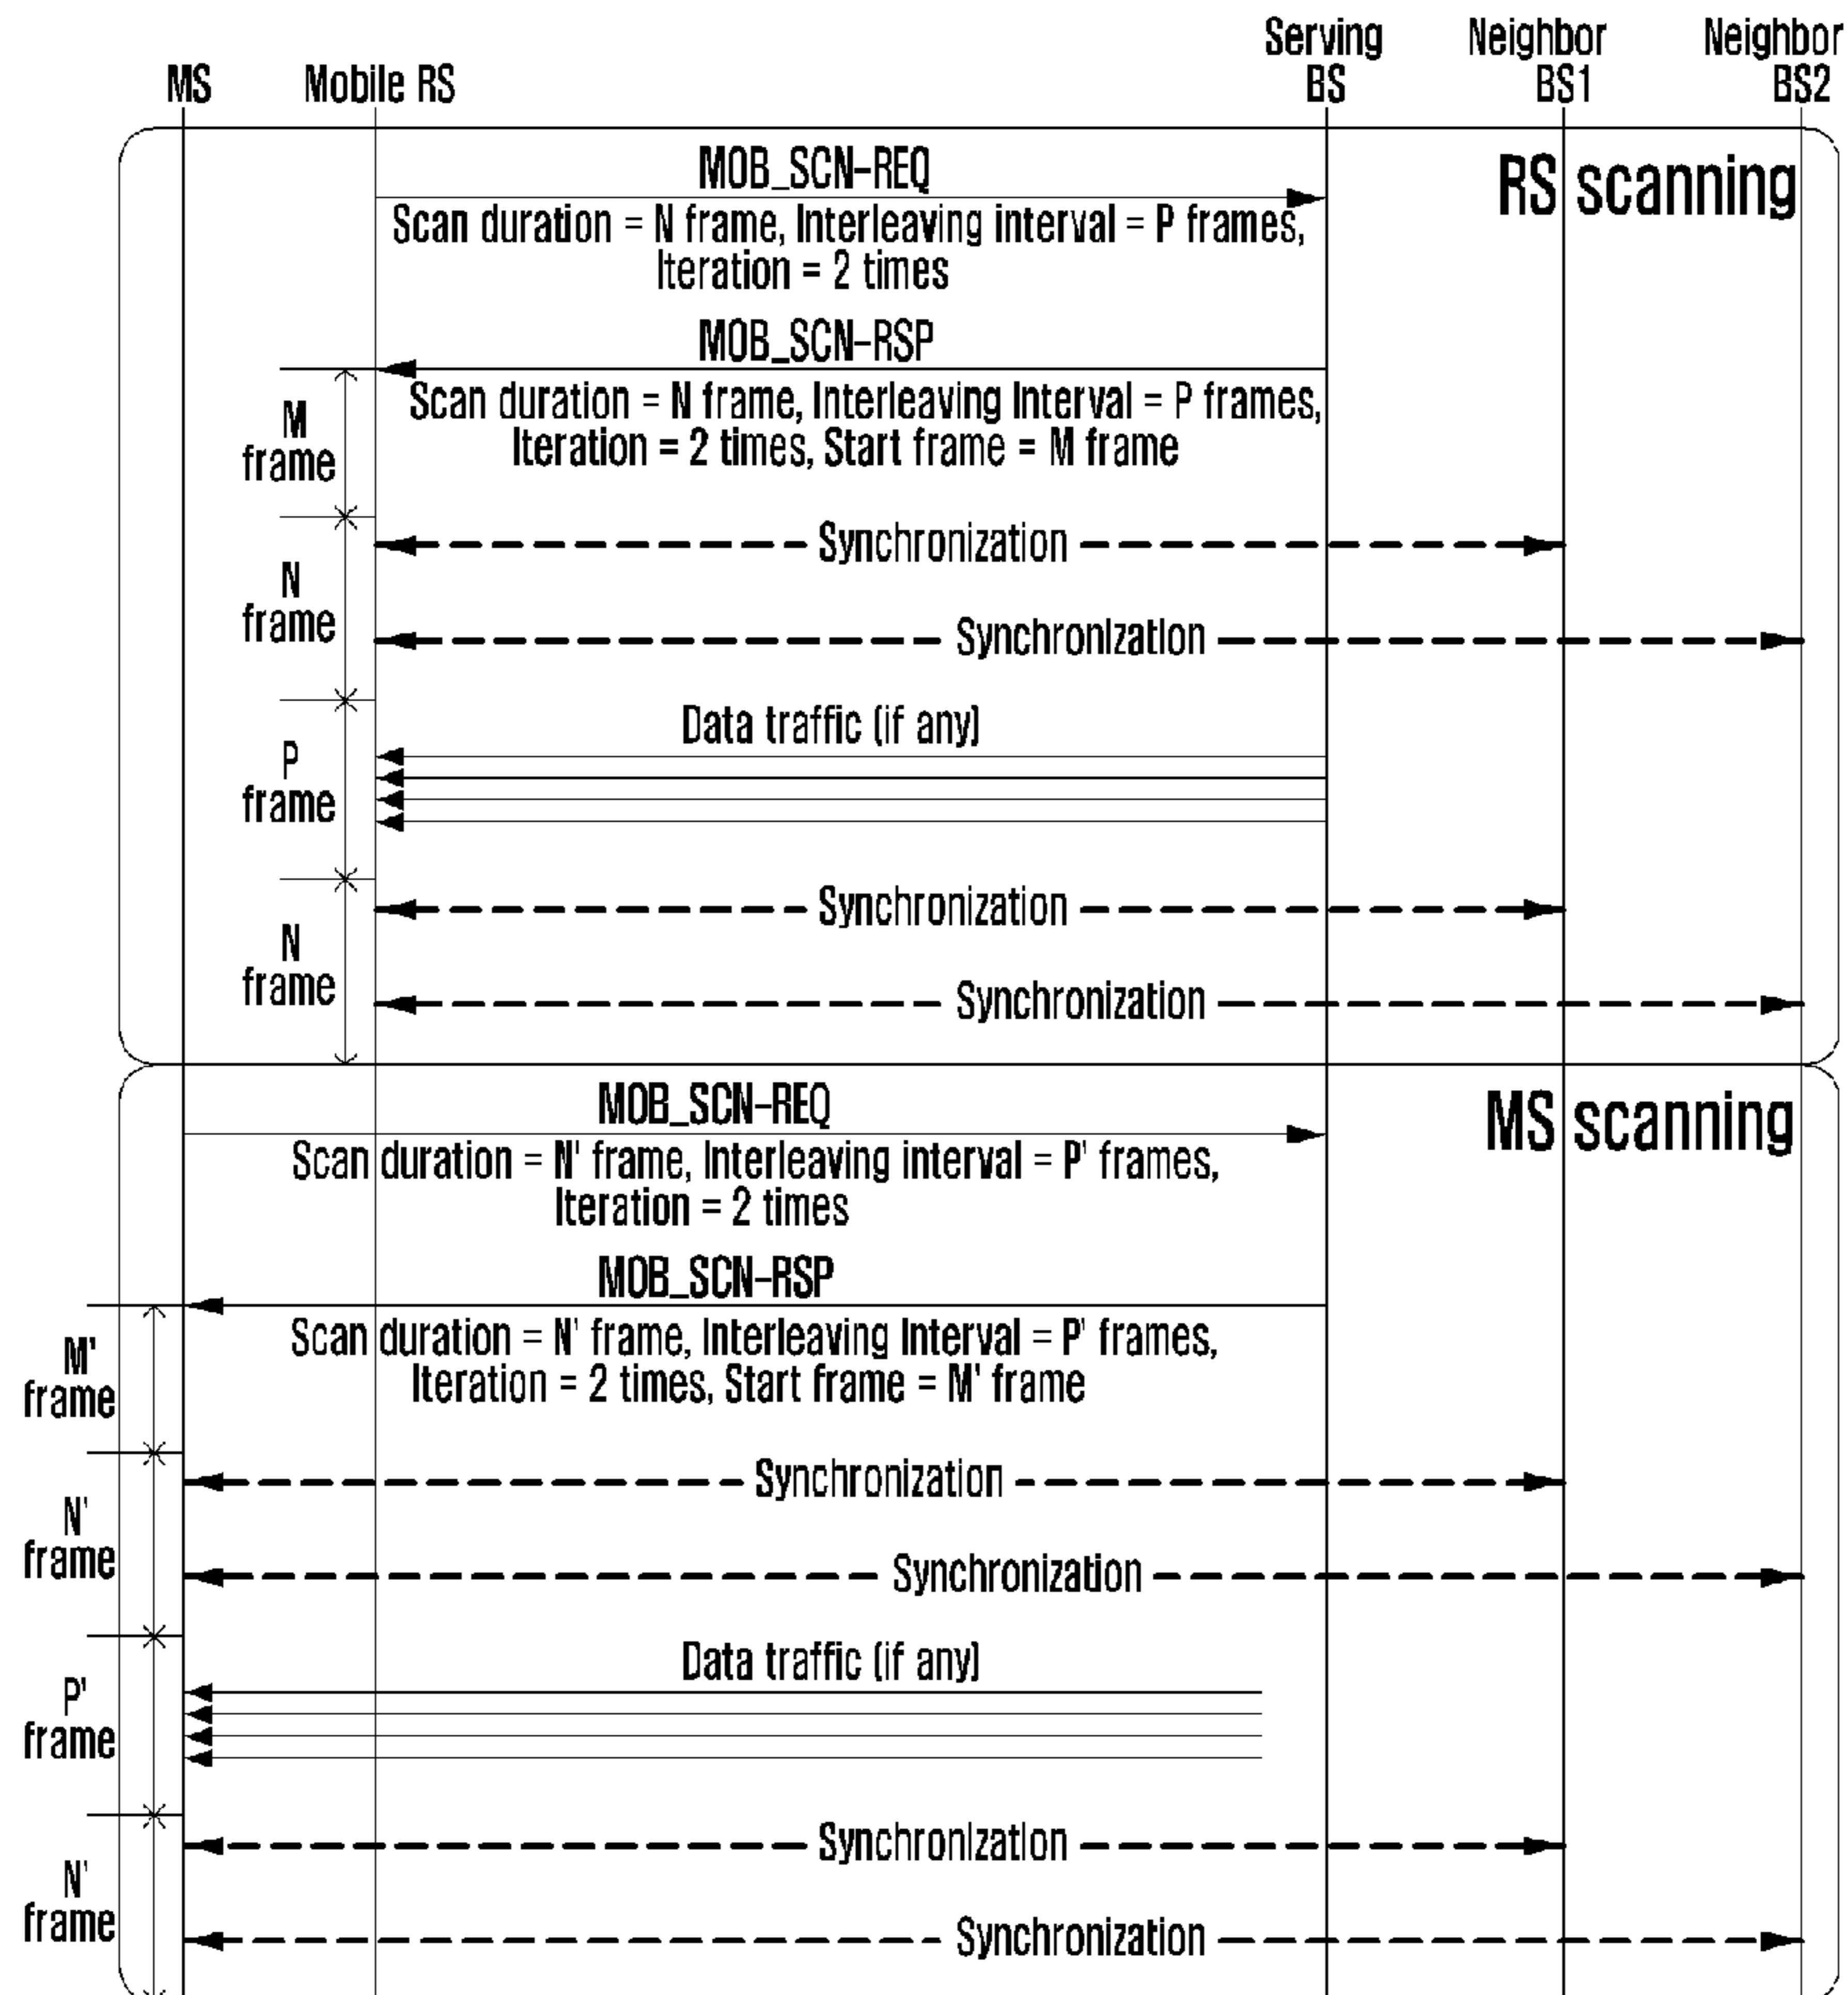 Serving BS
Neighbor BS1
Neighbor BS2
MS
Mobile RS
RS scanning
MOB_SCN-REQ
Scan duration = N frame, Interleaving interval = P frames,
Iteration = 2 times
MOB_SCN-RSP
Scan duration = N frame, Interleaving Interval = P frames,
Iteration = 2 times, Start frame = M frame
M
frame
Synchronization
N
frame
Synchronization
Data traffic (if any)
P
frame
Synchronization
N
frame
Synchronization
MS scanning
MOB_SCN-REQ
Scan duration = N' frame, Interleaving interval = P' frames,
Iteration = 2 times
MOB_SCN-RSP
Scan duration = N' frame, Interleaving Interval = P' frames,
Iteration = 2 times, Start frame = M' frame
M'
frame
Synchronization
N'
frame
Synchronization
Data traffic (if any)
P'
frame
Synchronization
N'
frame
Synchronization